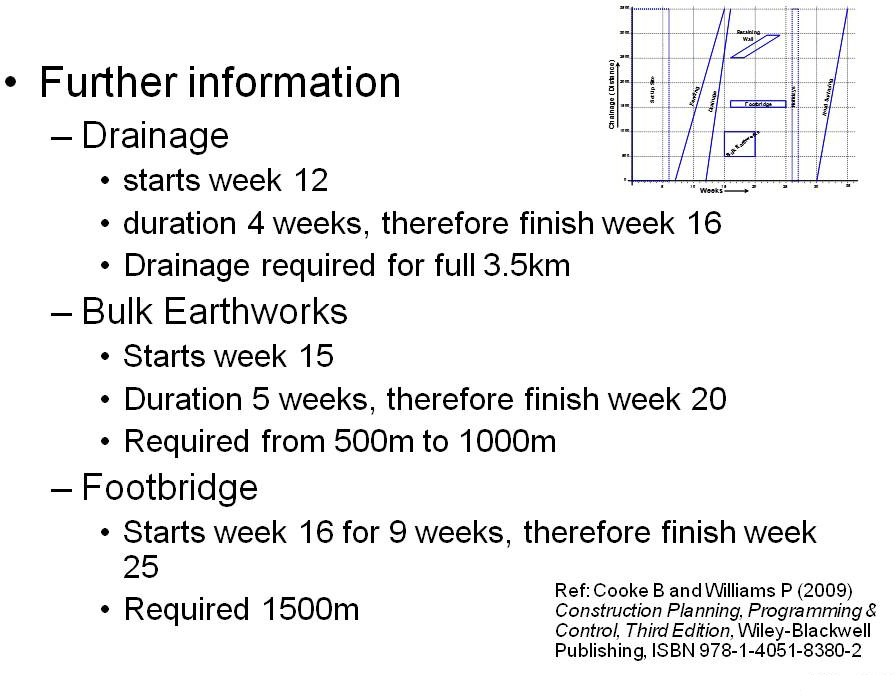 • Further information
– Drainage
• starts week 12
• duration 4 weeks, therefore finish week 16
• Drainage required for full 3.5km
– Bulk Earthworks
• Starts week 15
• Duration 5 weeks, therefore finish week 20
• Required from 500m to 1000m
– Footbridge
• Starts week 16 for 9 weeks, therefore finish week
25
• Required 1500m
Chainage (Distance)
Set Up Site
Fencing
Drainage
Retaining
Wall
Footbridge
Bulk Earthworks
Holidays
Weeks
Ref: Cooke B and Williams P (2009)
Construction Planning, Programming &
Control, Third Edition, Wiley-Blackwell
Publishing, ISBN 978-1-4051-8380-2